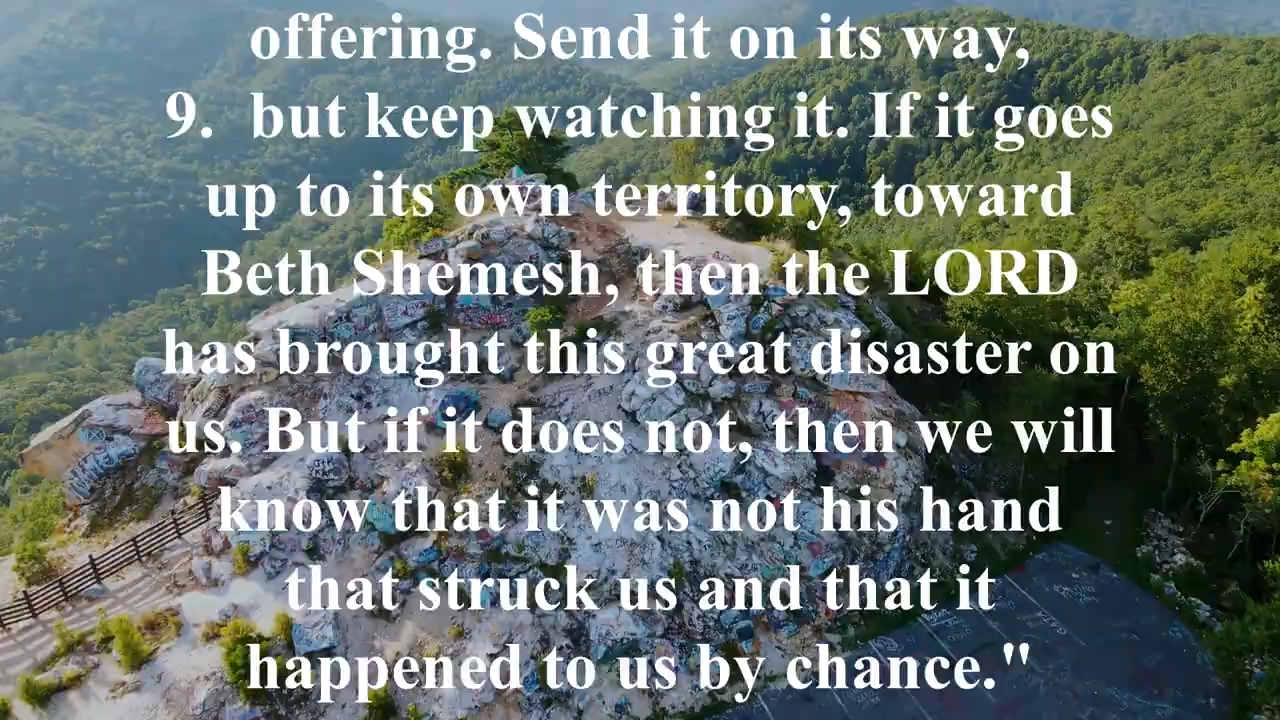 offering. Send it on its way,
9.  but keep watching it. If it goes
up to its own territory, toward
Beth Shemesh, then the LORD
has brought this great disaster on
us. But if it does not, then we will
know that it was not his hand
that struck us and that it
happened to us by chance."